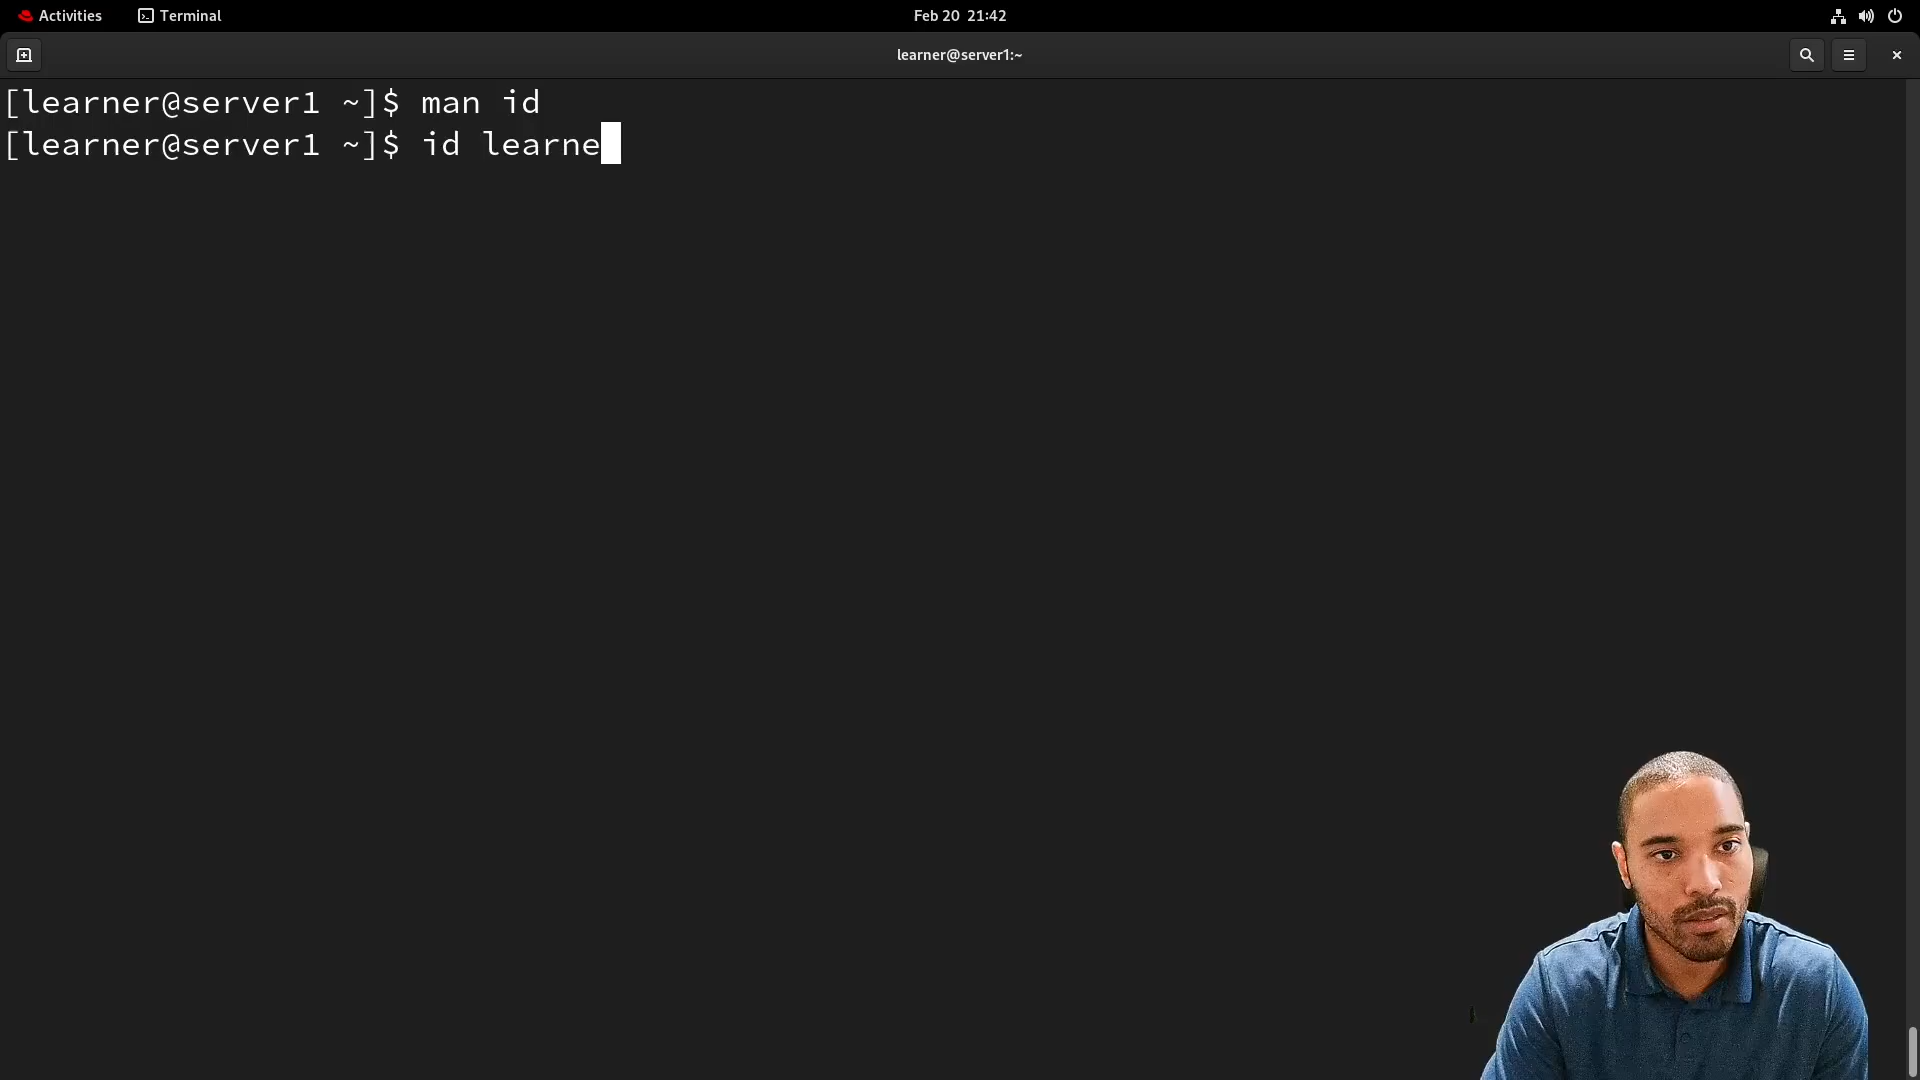 Activities Terminal Feb 20 21:42
learner@server1:~
[learner@server1 ~]$ man id
[learner@server1 ~]$ id learne